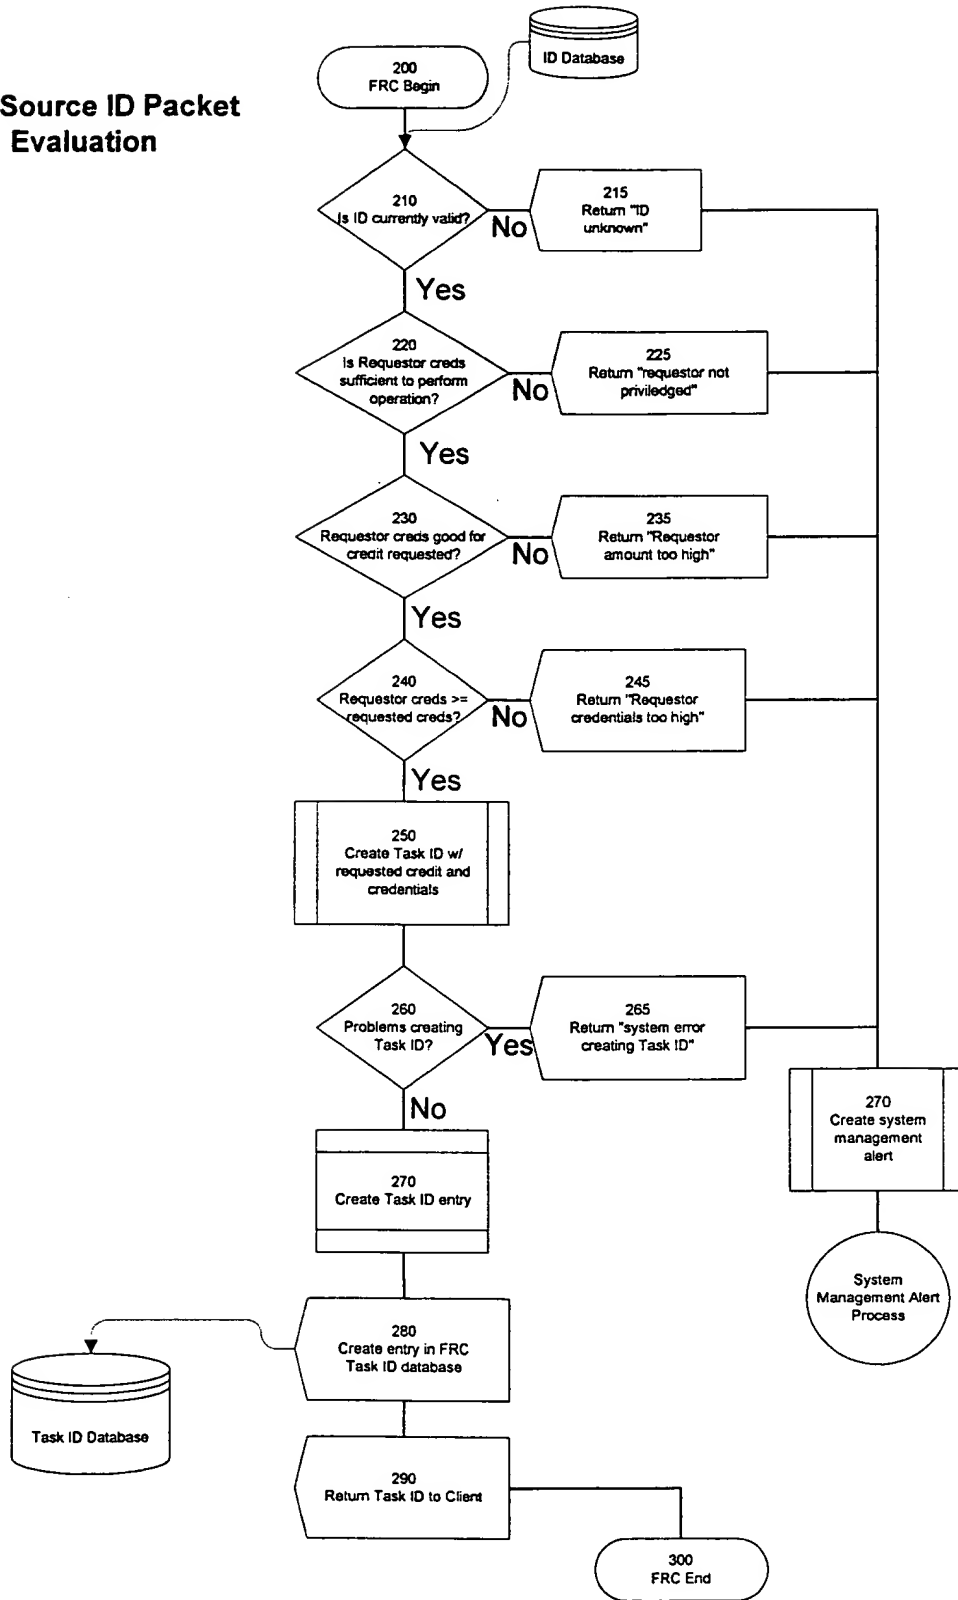 ID Database
200
FRC Begin
Source ID Packet
Evaluation
210
Is ID currently valid?
No
215
Return "ID
unknown"
Yes
220
Is Requestor creds
sufficient to perform
operation?
No
225
Return "requestor not
priviledged"
Yes
230
Requestor creds good for
credit requested?
No
235
Return "Requestor
amount too high"
Yes
240
Requestor creds >=
requested creds?
No
245
Return "Requestor
credentials too high"
Yes
250
Create Task ID w/
requested credit and
credentials
260
Problems creating
Task ID?
Yes
265
Return "system error
creating Task ID"
No
270
Create system
management
alert
270
Create Task ID entry
System
Management Alert
Process
280
Create entry in FRC
Task ID database
Task ID Database
290
Return Task ID to Client
300
FRC End